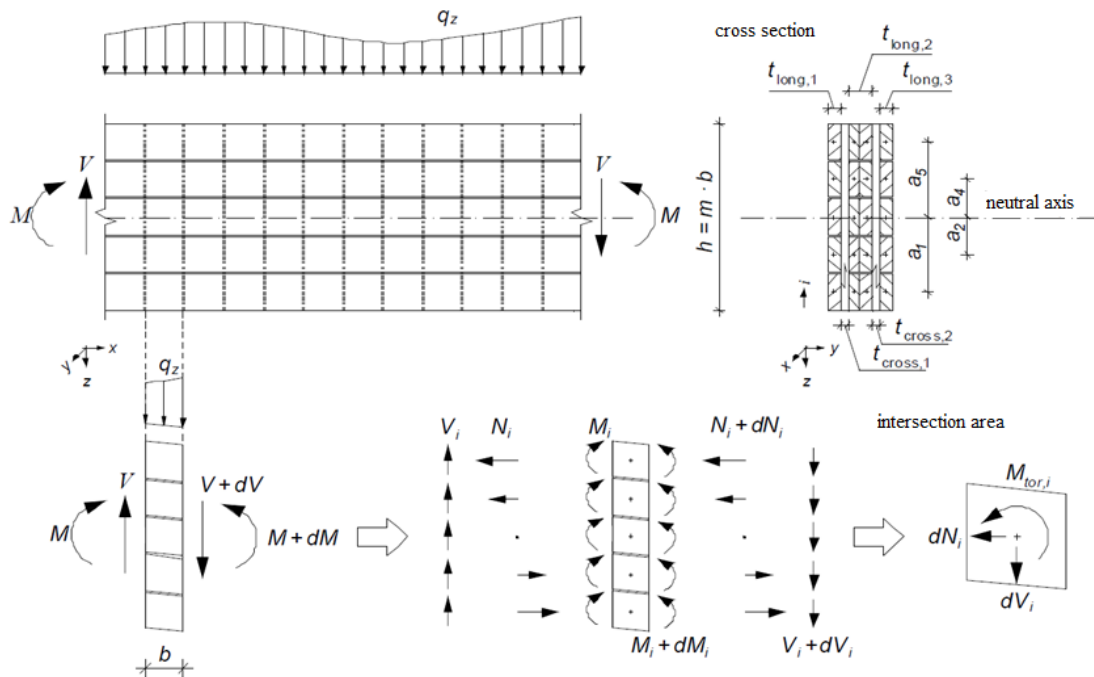 q_z
cross section
t_long,2
t_long,1
t_long,3
V
M
V
M
h = m · b
a_5
a_4
a_2
a_1
neutral axis
i
t_cross,2
t_cross,1
y
x
z
x
y
z
q_z
V
M
V + dV
M + dM
b
V_i
N_i
M_i
N_i + dN_i
M_i + dM_i
V_i + dV_i
intersection area
M_tor,i
dN_i
dV_i